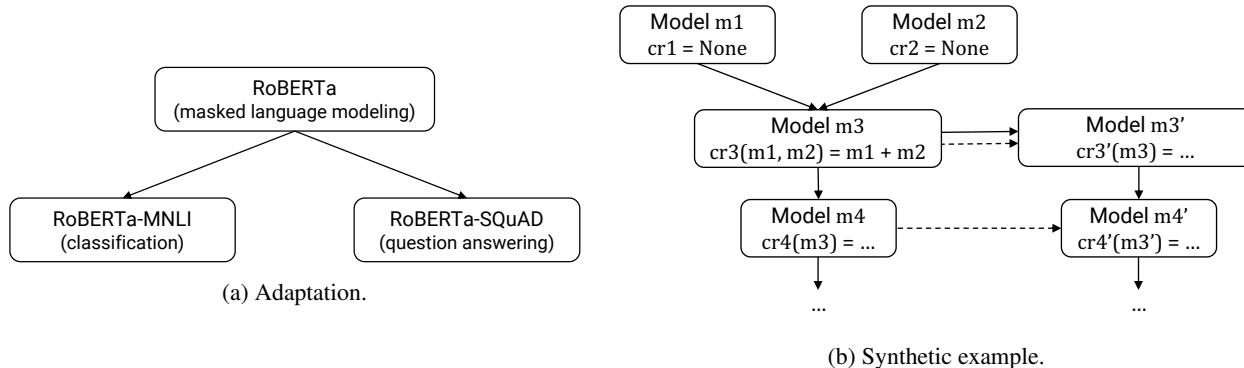 RoBERTa
(masked language modeling)
RoBERTa-MNLI
(classification)
RoBERTa-SQuAD
(question answering)
(a) Adaptation.
Model m1
cr1 = None
Model m2
cr2 = None
Model m3
cr3(m1, m2) = m1 + m2
Model m3’
cr3’(m3) = ...
Model m4
cr4(m3) = ...
Model m4’
cr4’(m3’) = ...
...
...
(b) Synthetic example.